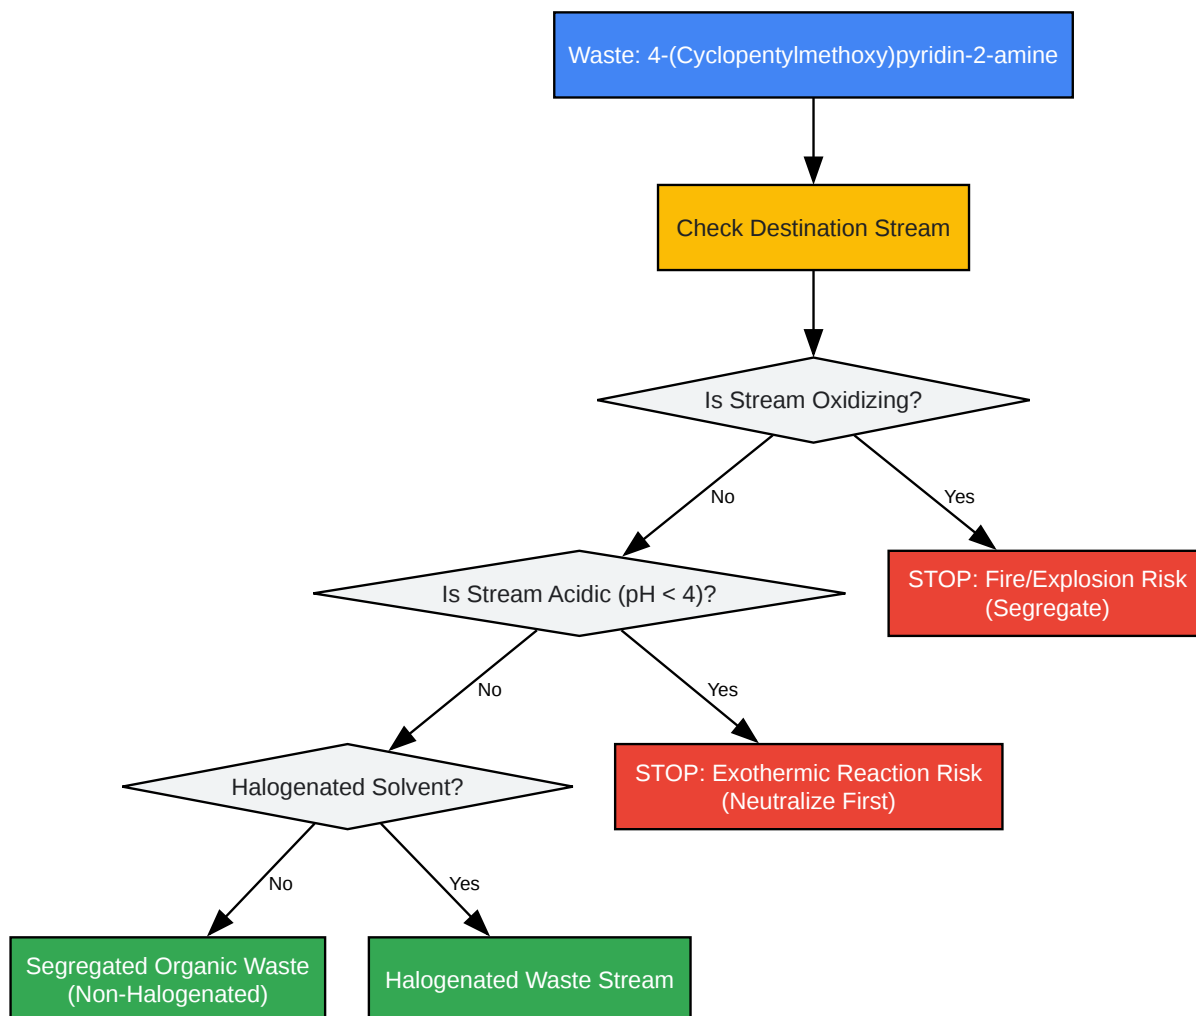 Waste: 4-(Cyclopentylmethoxy)pyridin-2-amine
Check Destination Stream
Is Stream Oxidizing?
No
Yes
STOP: Fire/Explosion Risk
(Segregate)
Is Stream Acidic (pH < 4)?
No
Yes
STOP: Exothermic Reaction Risk
(Neutralize First)
Halogenated Solvent?
No
Yes
Segregated Organic Waste
(Non-Halogenated)
Halogenated Waste Stream